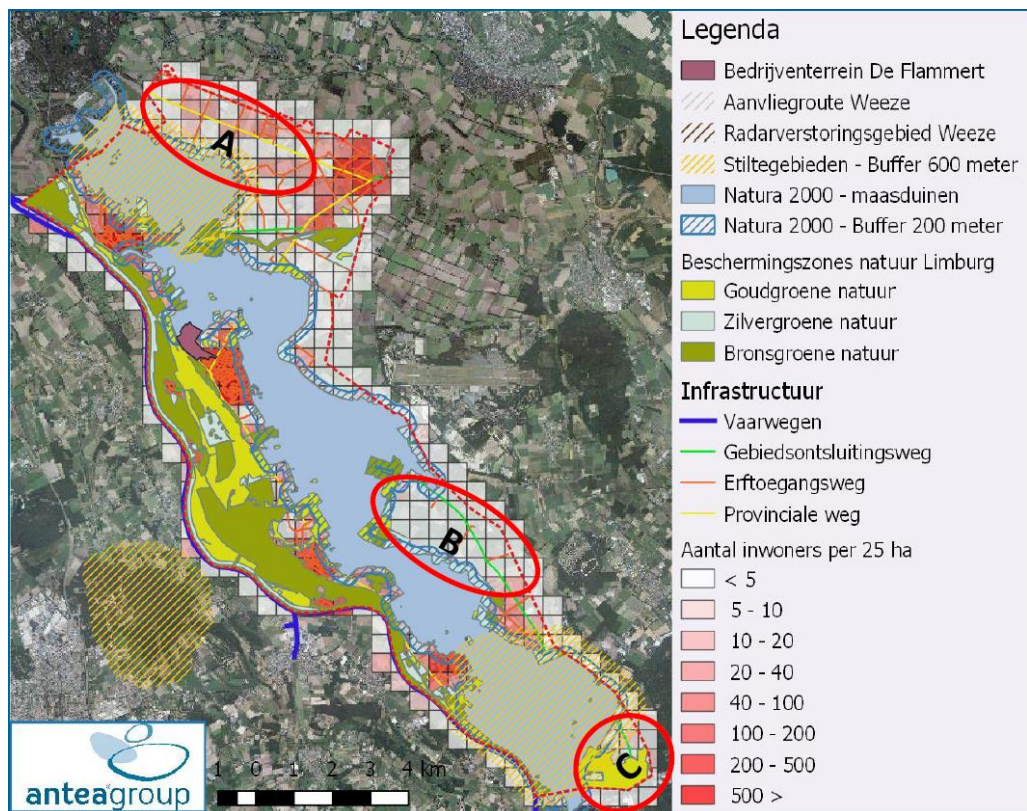 A
B
C
1 0 1 2 3 4 km
anteagroup
Legenda
Bedrijventerrein De Flammert
Aanvliegroute Weeze
Radarverstoringsgebied Weeze
Stiltegebieden - Buffer 600 meter
Natura 2000 - maasduinen
Natura 2000 - Buffer 200 meter
Beschermingszones natuur Limburg
Goudgroene natuur
Zilvergroene natuur
Bronsgroene natuur
Infrastructuur
Vaarwegen
Gebiedsontsluitingsweg
Erftoegangsweg
Provinciale weg
Aantal inwoners per 25 ha
< 5
5 - 10
10 - 20
20 - 40
40 - 100
100 - 200
200 - 500
500 >